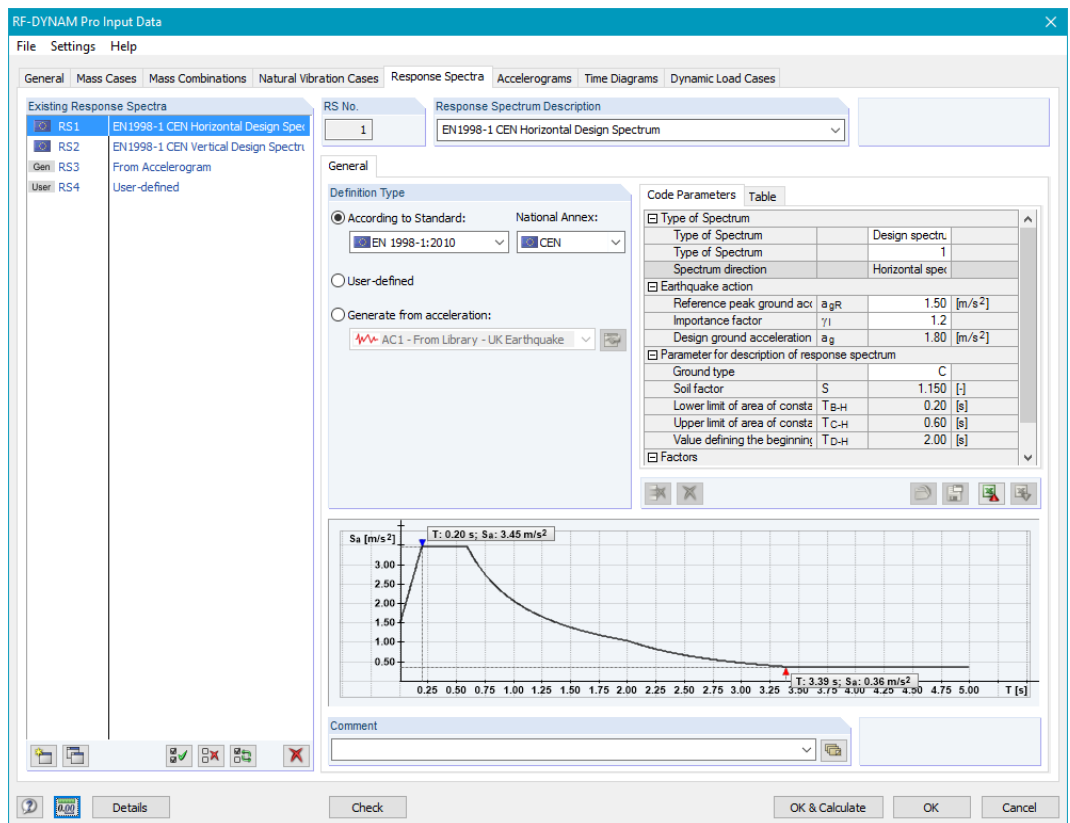 RF-DYNAM Pro Input Data
File Settings Help
General Mass Cases Mass Combinations Natural Vibration Cases Response Spectra Accelerograms Time Diagrams Dynamic Load Cases
Existing Response Spectra
RS1 EN1998-1 CEN Horizontal Design Spec
RS2 EN1998-1 CEN Vertical Design Spectru
Gen RS3 From Accelerogram
User RS4 User-defined
RS No.
1
Response Spectrum Description
EN1998-1 CEN Horizontal Design Spectrum
General
Definition Type
According to Standard: National Annex:
EN 1998-1:2010 CEN
User-defined
Generate from acceleration:
AC1 - From Library - UK Earthquake
Code Parameters Table
Type of Spectrum
Type of Spectrum Design spectru
Type of Spectrum 1
Spectrum direction Horizontal spec
Earthquake action
Reference peak ground acc agR 1.50 [m/s2]
Importance factor γI 1.2
Design ground acceleration ag 1.80 [m/s2]
Parameter for description of response spectrum
Ground type C
Soil factor S 1.150 [-]
Lower limit of area of consta TB-H 0.20 [s]
Upper limit of area of consta TC-H 0.60 [s]
Value defining the beginning TD-H 2.00 [s]
Factors
Sa [m/s2]
T: 0.20 s; Sa: 3.45 m/s2
3.00
2.50
2.00
1.50
1.00
0.50
T: 3.39 s; Sa: 0.36 m/s2
0.25 0.50 0.75 1.00 1.25 1.50 1.75 2.00 2.25 2.50 2.75 3.00 3.25 3.50 3.75 4.00 4.25 4.50 4.75 5.00 T [s]
Comment
0.00 Details Check OK & Calculate OK Cancel